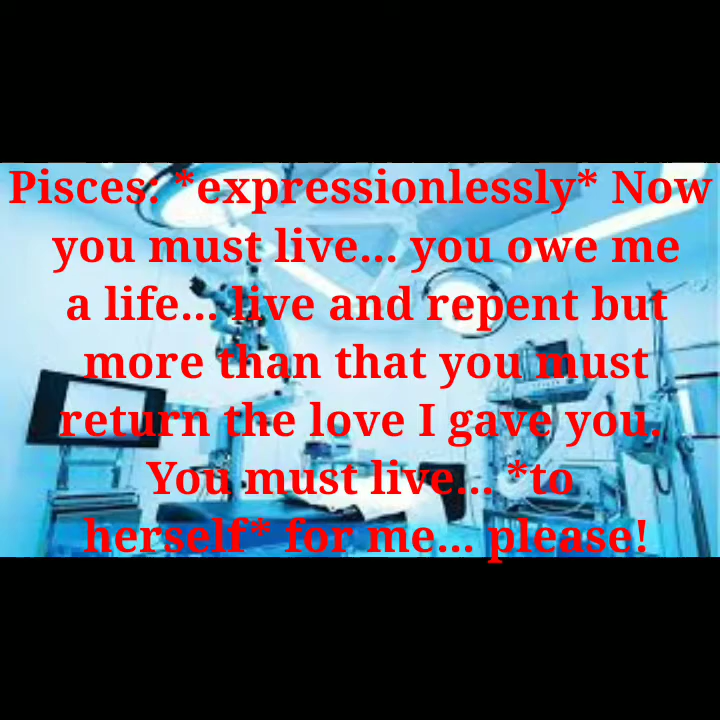 Pisces: *expressionlessly* Now
you must live... you owe me
a life... live and repent but
more than that you must
return the love I gave you.
You must live... *to
herself* for me... please!